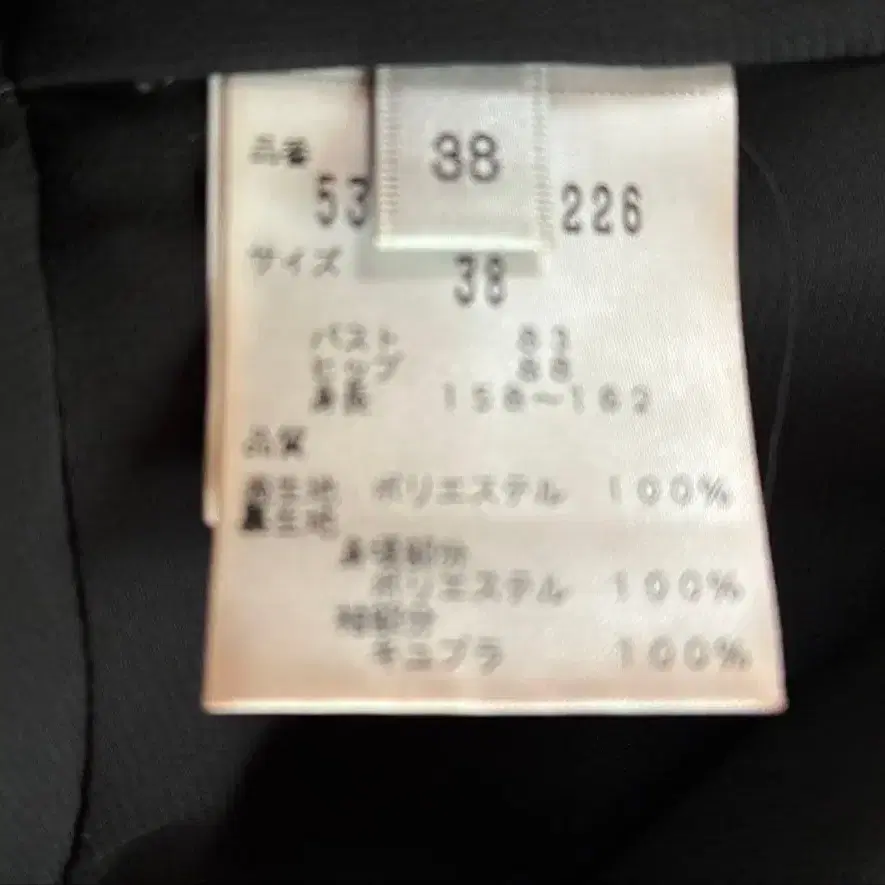 38
品番
53 226
サイズ
38
バスト 83
ヒップ 88
身長 158～162
品質
表生地 ポリエステル 100%
裏生地
身頃部分
ポリエステル 100%
袖部分
キュプラ 100%